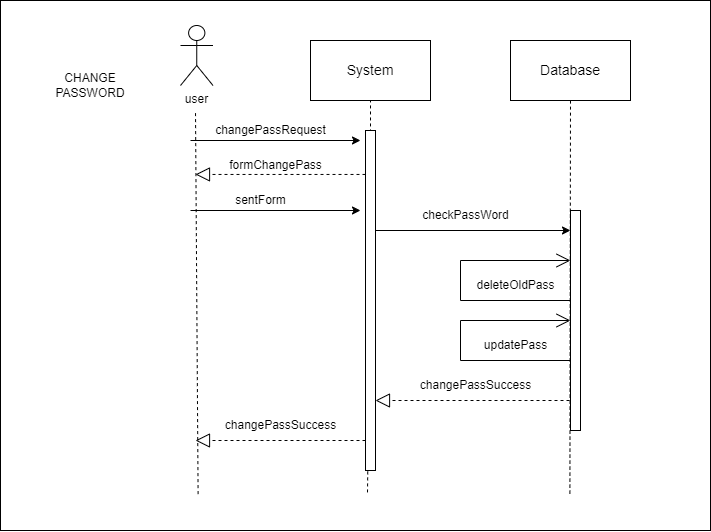 CHANGE
PASSWORD
user
System
Database
changePassRequest
formChangePass
sentForm
checkPassWord
deleteOldPass
updatePass
changePassSuccess
changePassSuccess